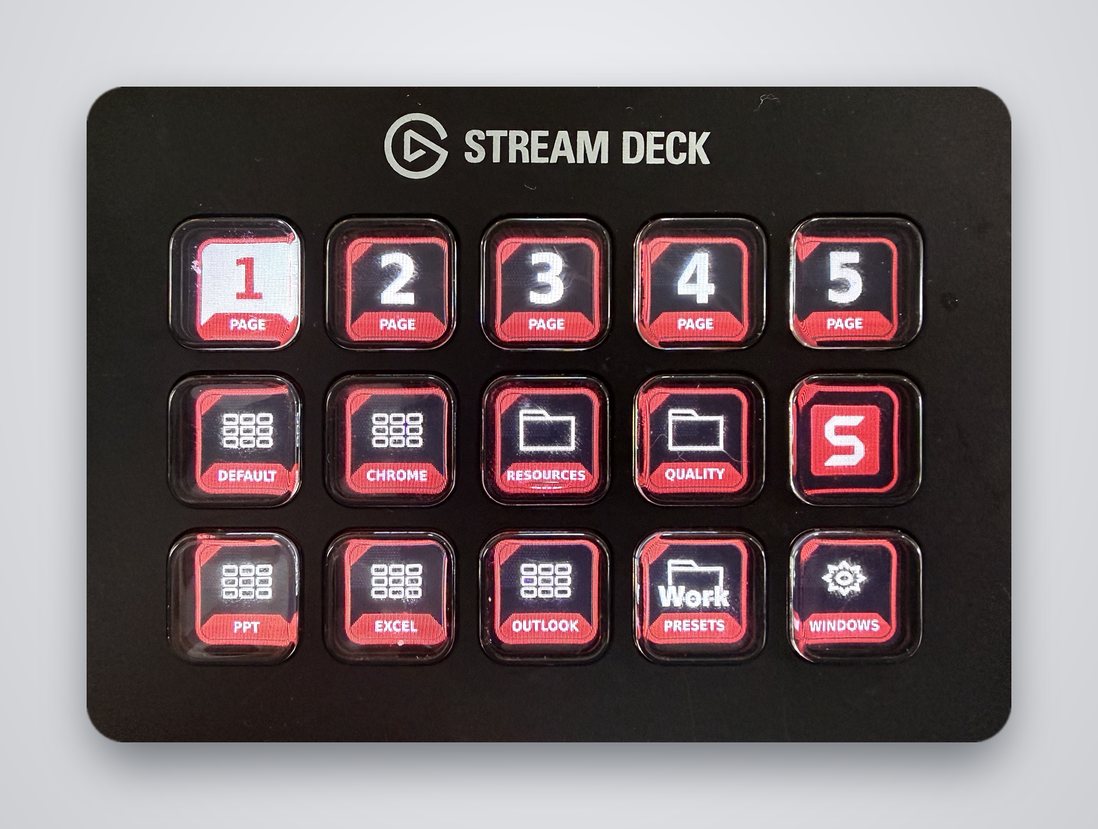 STREAM DECK
1 2 3 4 5
PAGE PAGE PAGE PAGE PAGE
S
DEFAULT CHROME RESOURCES QUALITY
Work
PPT EXCEL OUTLOOK PRESETS WINDOWS